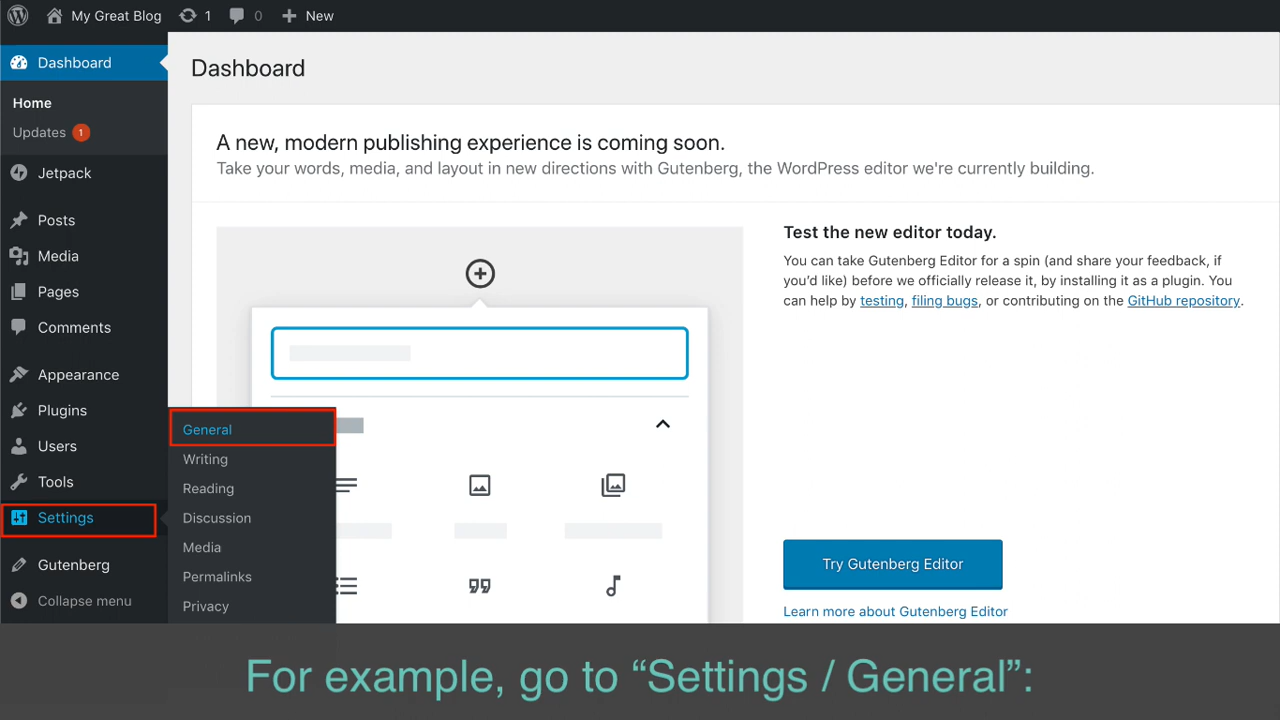 My Great Blog 1 0 New
Dashboard
Home
Updates 1
Jetpack
Posts
Media
Pages
Comments
Appearance
Plugins
Users
Tools
Settings
Gutenberg
Collapse menu
General
Writing
Reading
Discussion
Media
Permalinks
Privacy
Dashboard
A new, modern publishing experience is coming soon.
Take your words, media, and layout in new directions with Gutenberg, the WordPress editor we're currently building.
Test the new editor today.
You can take Gutenberg Editor for a spin (and share your feedback, if
you'd like) before we officially release it, by installing it as a plugin. You
can help by testing, filing bugs, or contributing on the GitHub repository.
Try Gutenberg Editor
Learn more about Gutenberg Editor
For example, go to “Settings / General”: